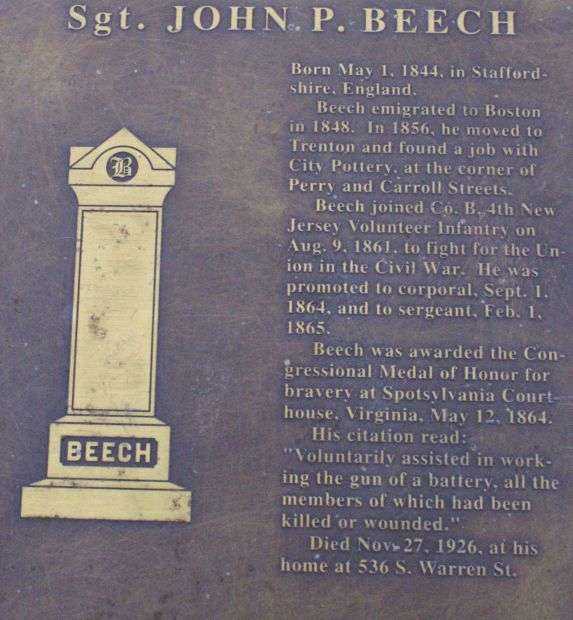 Sgt. JOHN P. BEECH
Born May 1, 1844, in Stafford-
shire, England.
Beech emigrated to Boston
in 1848. In 1856, he moved to
Trenton and found a job with
City Pottery, at the corner of
Perry and Carroll Streets.
Beech joined Co. B, 4th New
Jersey Volunteer Infantry on
Aug. 9, 1861, to fight for the Un-
ion in the Civil War. He was
promoted to corporal, Sept. 1,
1864, and to sergeant, Feb. 1,
1865.
Beech was awarded the Con-
gressional Medal of Honor for
bravery at Spotsylvania Court-
house, Virginia, May 12, 1864.
His citation read:
"Voluntarily assisted in work-
ing the gun of a battery, all the
members of which had been
killed or wounded."
Died Nov. 27, 1926, at his
home at 536 S. Warren St.
B
BEECH